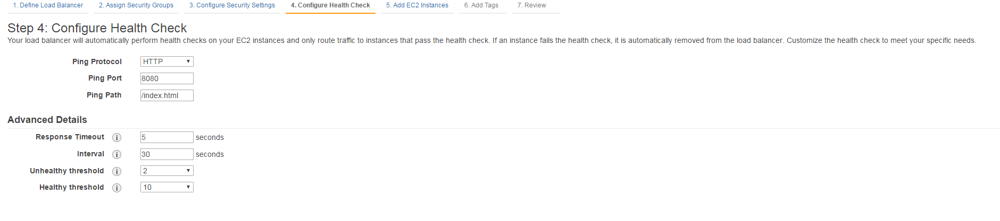 1. Define Load Balancer 2. Assign Security Groups 3. Configure Security Settings 4. Configure Health Check 5. Add EC2 Instances 6. Add Tags 7. Review
Step 4: Configure Health Check
Your load balancer will automatically perform health checks on your EC2 instances and only route traffic to instances that pass the health check. If an instance fails the health check, it is automatically removed from the load balancer. Customize the health check to meet your specific needs.
Ping Protocol HTTP
Ping Port 8080
Ping Path /index.html
Advanced Details
Response Timeout i 5 seconds
Interval i 30 seconds
Unhealthy threshold i 2
Healthy threshold i 10